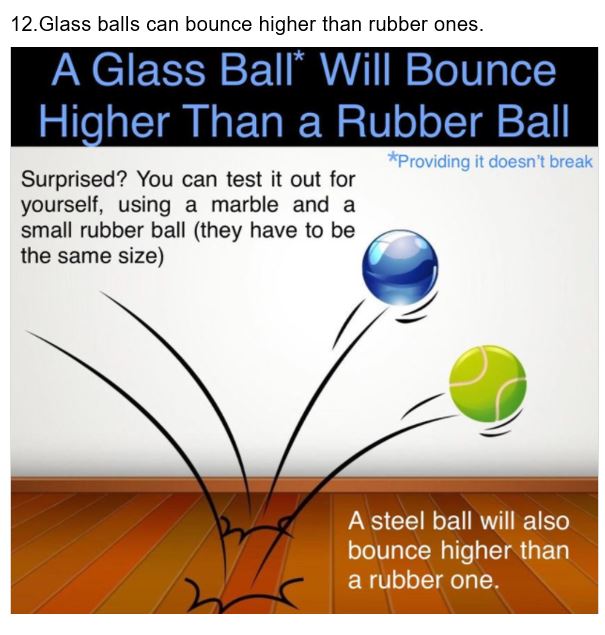 12.Glass balls can bounce higher than rubber ones.
A Glass Ball* Will Bounce
Higher Than a Rubber Ball
*Providing it doesn't break
Surprised? You can test it out for
yourself, using a marble and a
small rubber ball (they have to be
the same size)
A steel ball will also
bounce higher than
a rubber one.